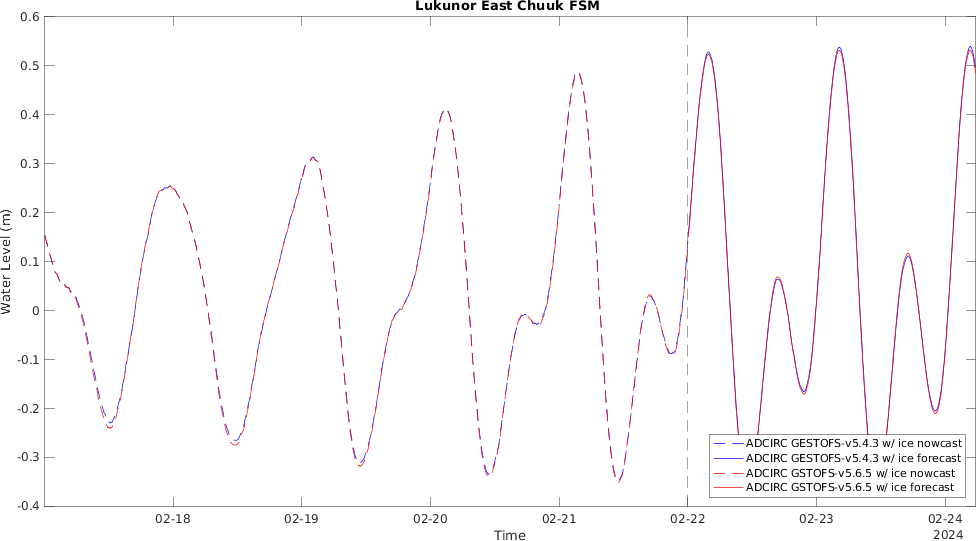 Lukunor East Chuuk FSM
0.6
0.5
0.4
0.3
0.2
0.1
0
-0.1
-0.2
-0.3
-0.4
Water Level (m)
ADCIRC GESTOFS-v5.4.3 w/ ice nowcast
ADCIRC GESTOFS-v5.4.3 w/ ice forecast
ADCIRC GSTOFS-v5.6.5 w/ ice nowcast
ADCIRC GSTOFS-v5.6.5 w/ ice forecast
02-18 02-19 02-20 02-21 02-22 02-23 02-24
Time
2024